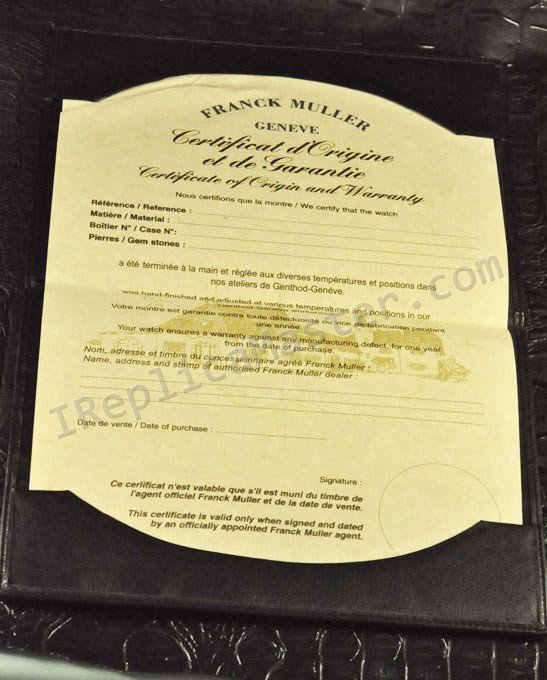 FRANCK MULLER
GENEVE
Certificat d'Origine
et de Garantie
Certificate of Origin and Warranty
Nous certifions que la montre / We certify that the watch
Référence / Reference :
Matière / Material :
Boîtier N° / Case N°:
Pierres / Gem stones :
a été terminée à la main et réglée aux diverses températures et positions dans
nos ateliers de Genthod-Genève.
was hand-finished and adjusted at various temperatures and positions in our
Genthod-Geneva workshops.
Votre montre est garantie contre toute défectuosité ou vice de fabrication pendant
une année.
Your watch ensures a warranty against any manufacturing defect, for one year
from the date of purchase.
Nom, adresse et timbre du concessionnaire agréé Franck Muller :
Name, address and stamp of authorised Franck Muller dealer :
Date de vente / Date of purchase :
Signature :
Ce certificat n'est valable que s'il est muni du timbre de
l'agent officiel Franck Muller et de la date de vente.
This certificate is valid only when signed and dated
by an officially appointed Franck Muller agent.
IReplicaMaster.com